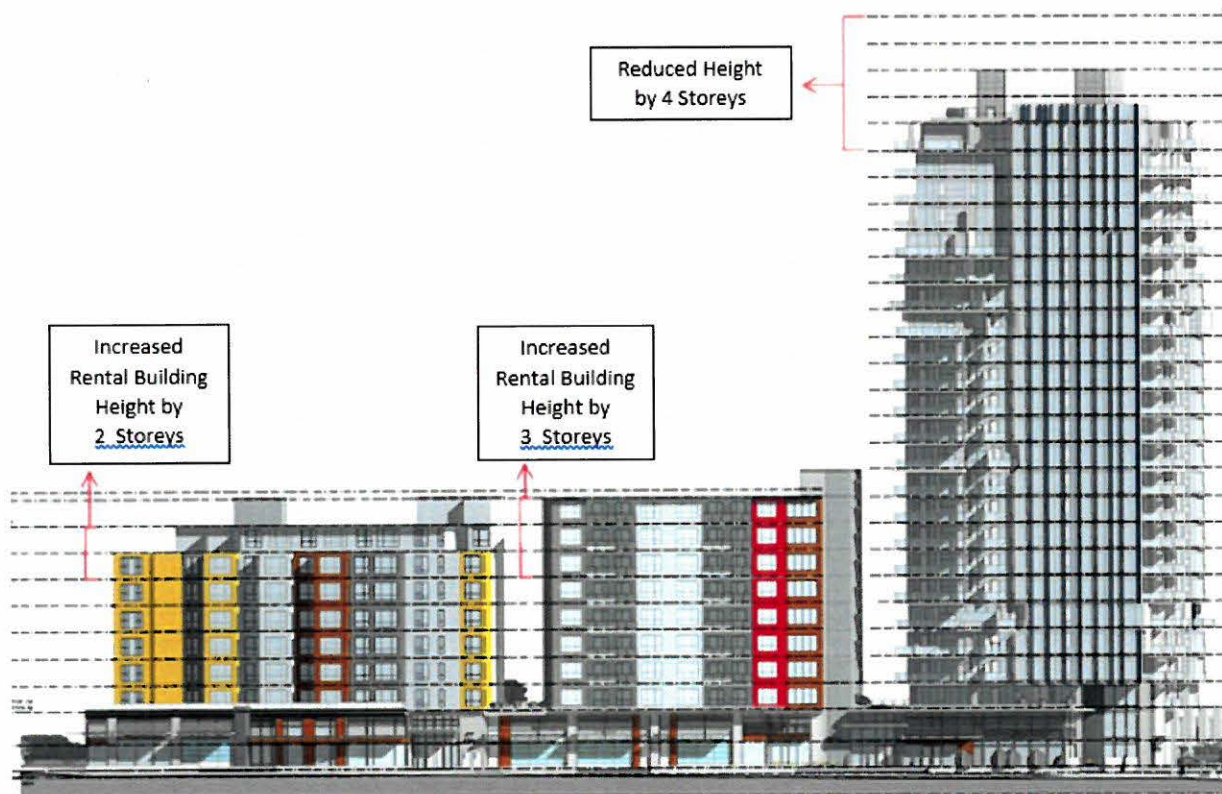 Reduced Height
by 4 Storeys
Increased
Rental Building
Height by
2 Storeys
Increased
Rental Building
Height by
3 Storeys